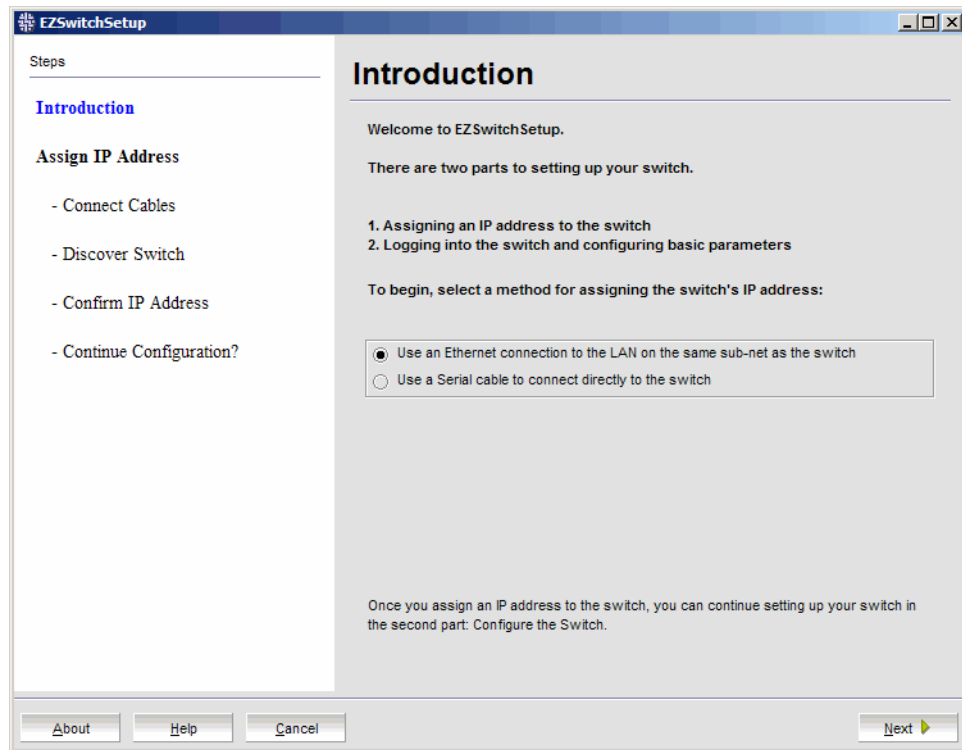 EZSwitchSetup
Steps
Introduction
Assign IP Address
- Connect Cables
- Discover Switch
- Confirm IP Address
- Continue Configuration?
Introduction
Welcome to EZSwitchSetup.
There are two parts to setting up your switch.
1. Assigning an IP address to the switch
2. Logging into the switch and configuring basic parameters
To begin, select a method for assigning the switch's IP address:
Use an Ethernet connection to the LAN on the same sub-net as the switch
Use a Serial cable to connect directly to the switch
Once you assign an IP address to the switch, you can continue setting up your switch in
the second part: Configure the Switch.
About
Help
Cancel
Next